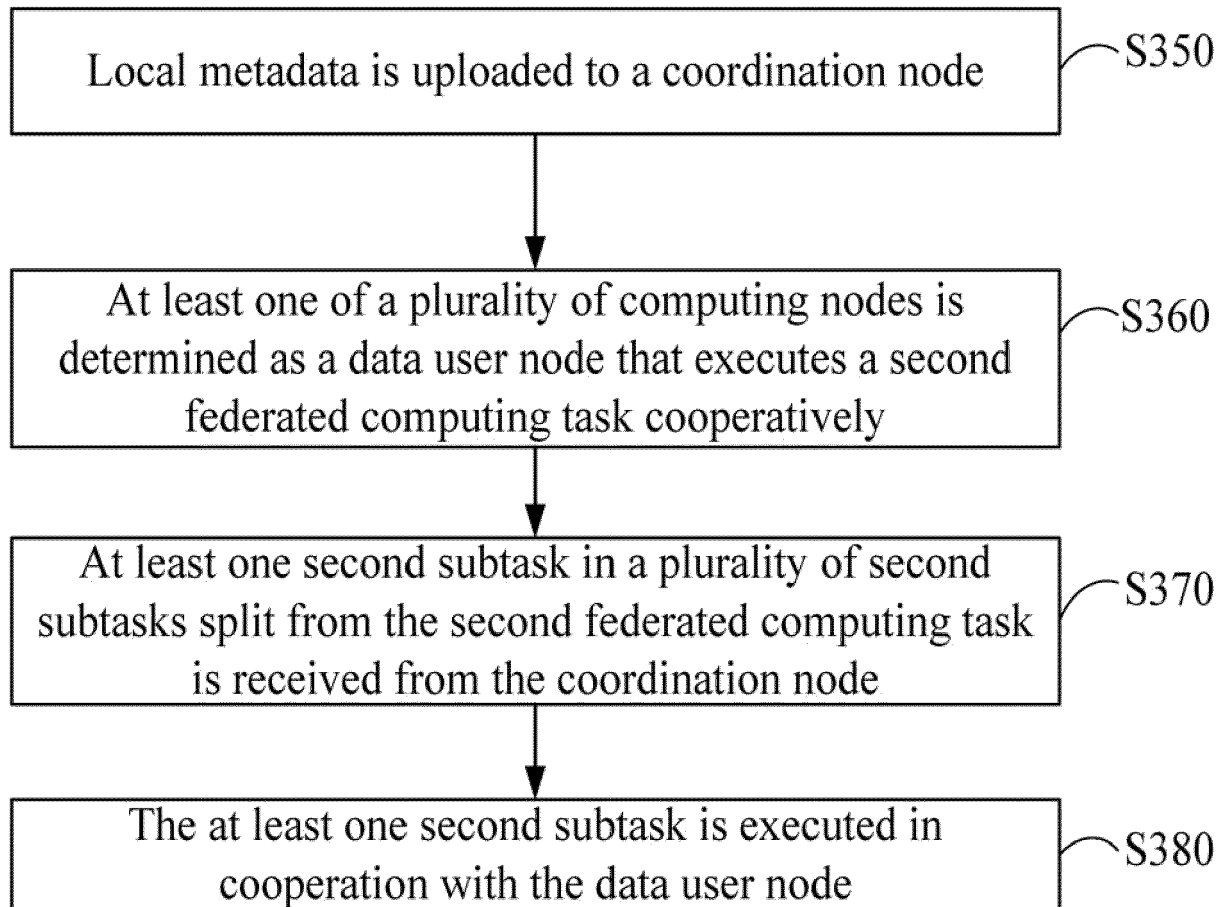 Local metadata is uploaded to a coordination node
S350
At least one of a plurality of computing nodes is
determined as a data user node that executes a second
federated computing task cooperatively
S360
At least one second subtask in a plurality of second
subtasks split from the second federated computing task
is received from the coordination node
S370
The at least one second subtask is executed in
cooperation with the data user node
S380